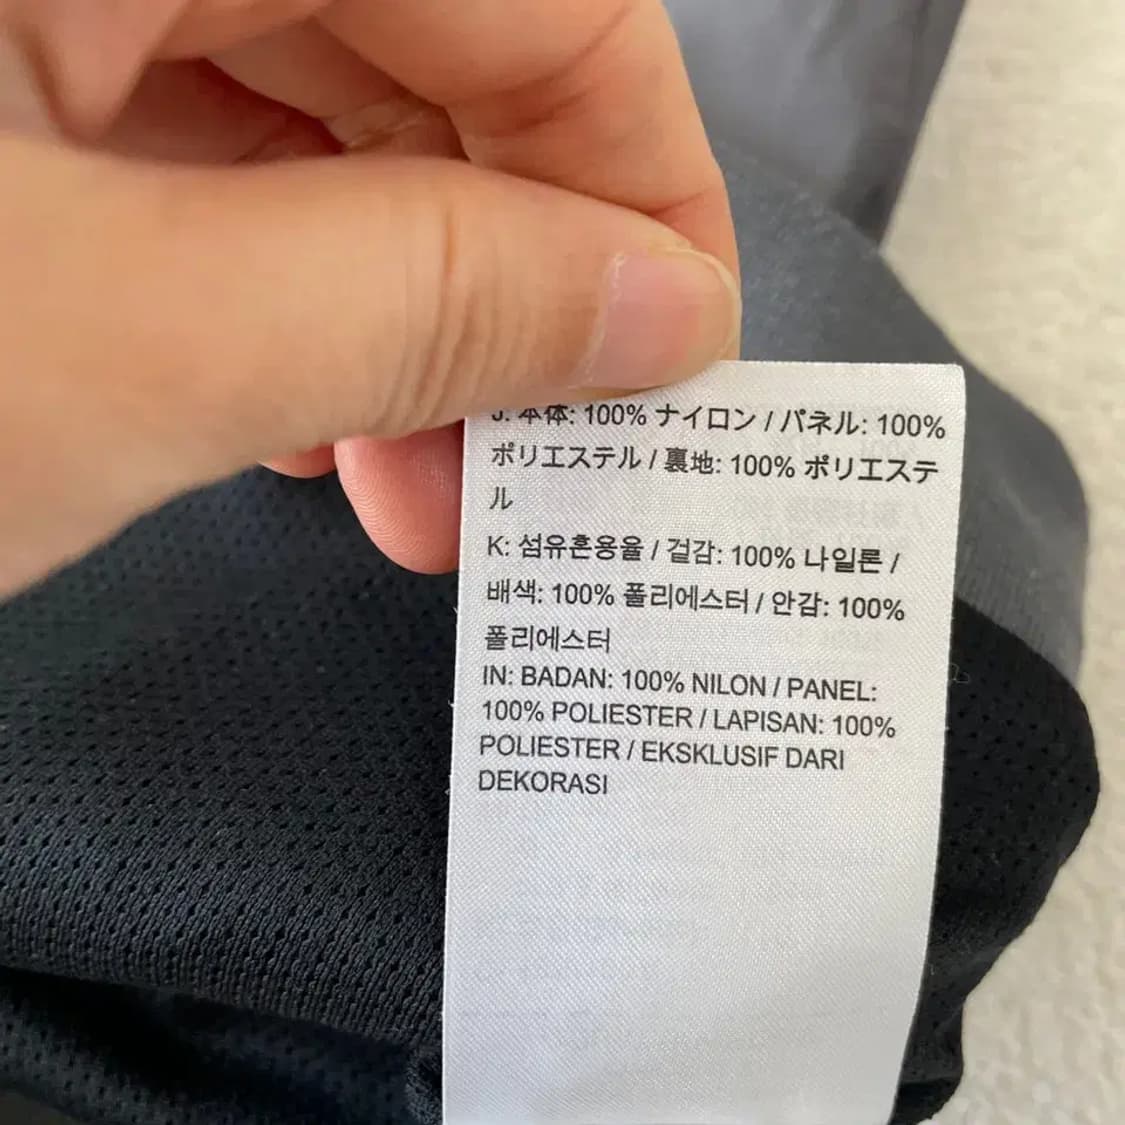 J: 本体: 100% ナイロン / パネル: 100%
ポリエステル / 裏地: 100% ポリエステ
ル
K: 섬유혼용율 / 겉감: 100% 나일론 /
배색: 100% 폴리에스터 / 안감: 100%
폴리에스터
IN: BADAN: 100% NILON / PANEL:
100% POLIESTER / LAPISAN: 100%
POLIESTER / EKSKLUSIF DARI
DEKORASI